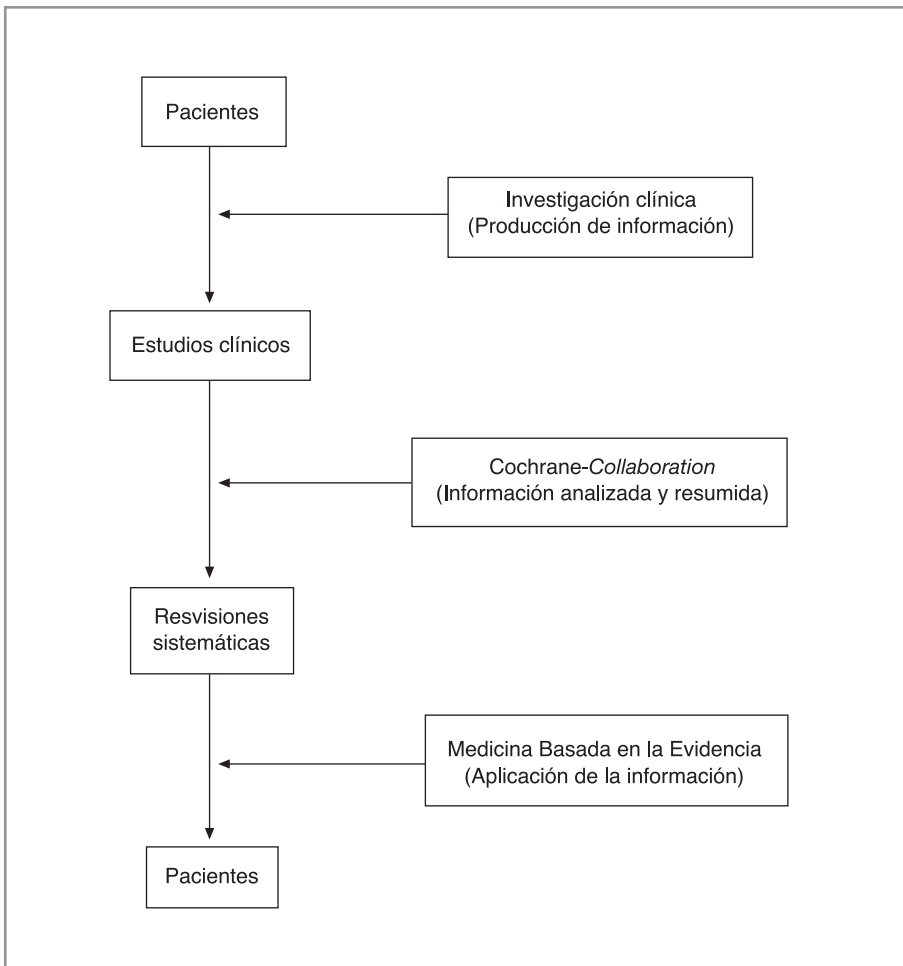 Pacientes
Investigación clínica
(Producción de información)
Estudios clínicos
Cochrane-Collaboration
(Información analizada y resumida)
Resvisiones
sistemáticas
Medicina Basada en la Evidencia
(Aplicación de la información)
Pacientes